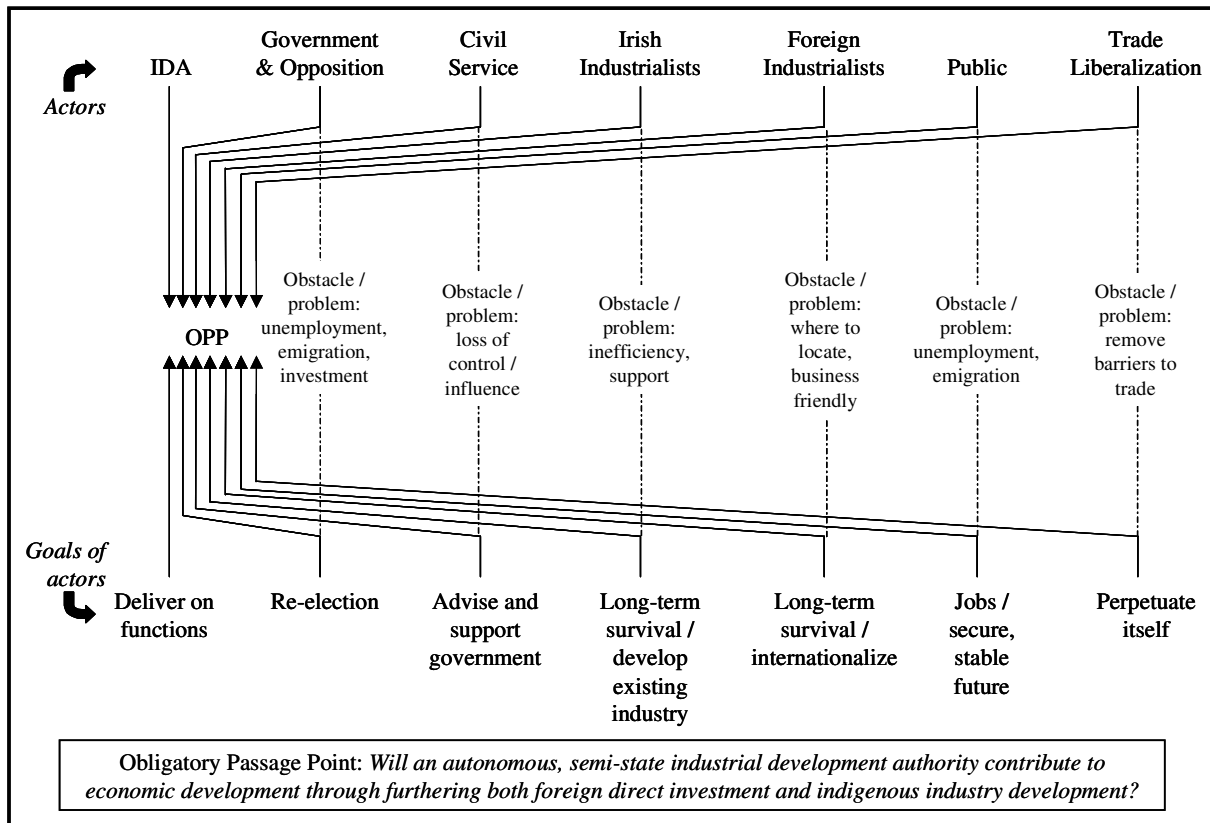 Actors
IDA
Government
& Opposition
Civil
Service
Irish
Industrialists
Foreign
Industrialists
Public
Trade
Liberalization
OPP
Obstacle /
problem:
unemployment,
emigration,
investment
Obstacle /
problem:
loss of
control /
influence
Obstacle /
problem:
inefficiency,
support
Obstacle /
problem:
where to
locate,
business
friendly
Obstacle /
problem:
unemployment,
emigration
Obstacle /
problem:
remove
barriers to
trade
Goals of
actors
Deliver on
functions
Re-election
Advise and
support
government
Long-term
survival /
develop
existing
industry
Long-term
survival /
internationalize
Jobs /
secure,
stable
future
Perpetuate
itself
Obligatory Passage Point: Will an autonomous, semi-state industrial development authority contribute to
economic development through furthering both foreign direct investment and indigenous industry development?